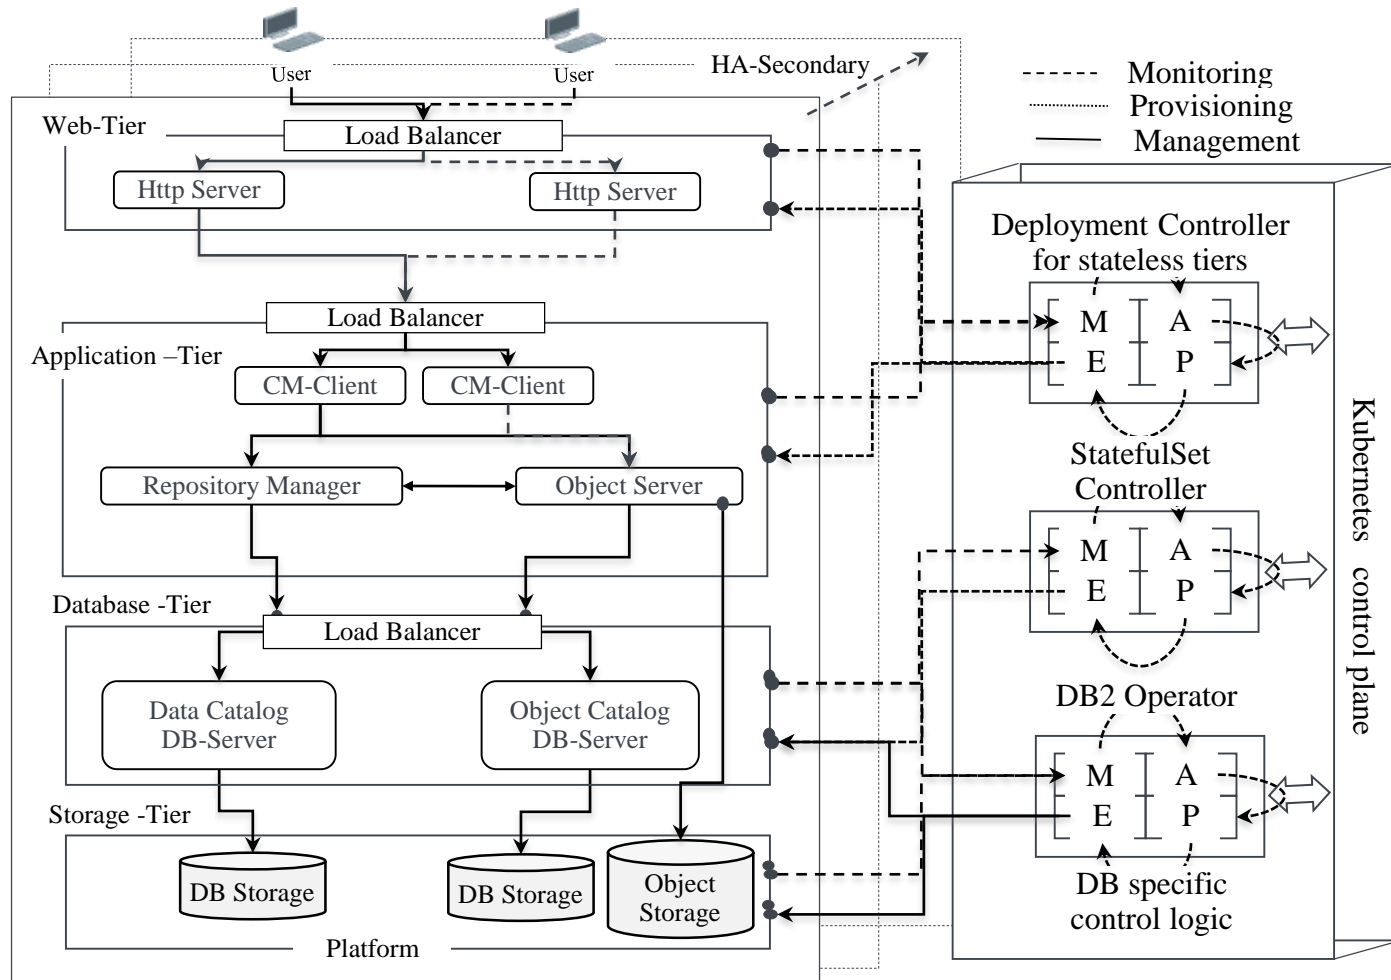 User
User
HA-Secondary
Monitoring
Provisioning
Management
Web-Tier
Load Balancer
Http Server
Http Server
Load Balancer
Application –Tier
CM-Client
CM-Client
Repository Manager
Object Server
Database -Tier
Load Balancer
Data Catalog
DB-Server
Object Catalog
DB-Server
Storage -Tier
DB Storage
DB Storage
Object
Storage
Platform
Deployment Controller
for stateless tiers
M
A
E
P
StatefulSet
Controller
M
A
E
P
DB2 Operator
M
A
E
P
DB specific
control logic
Kubernetes control plane